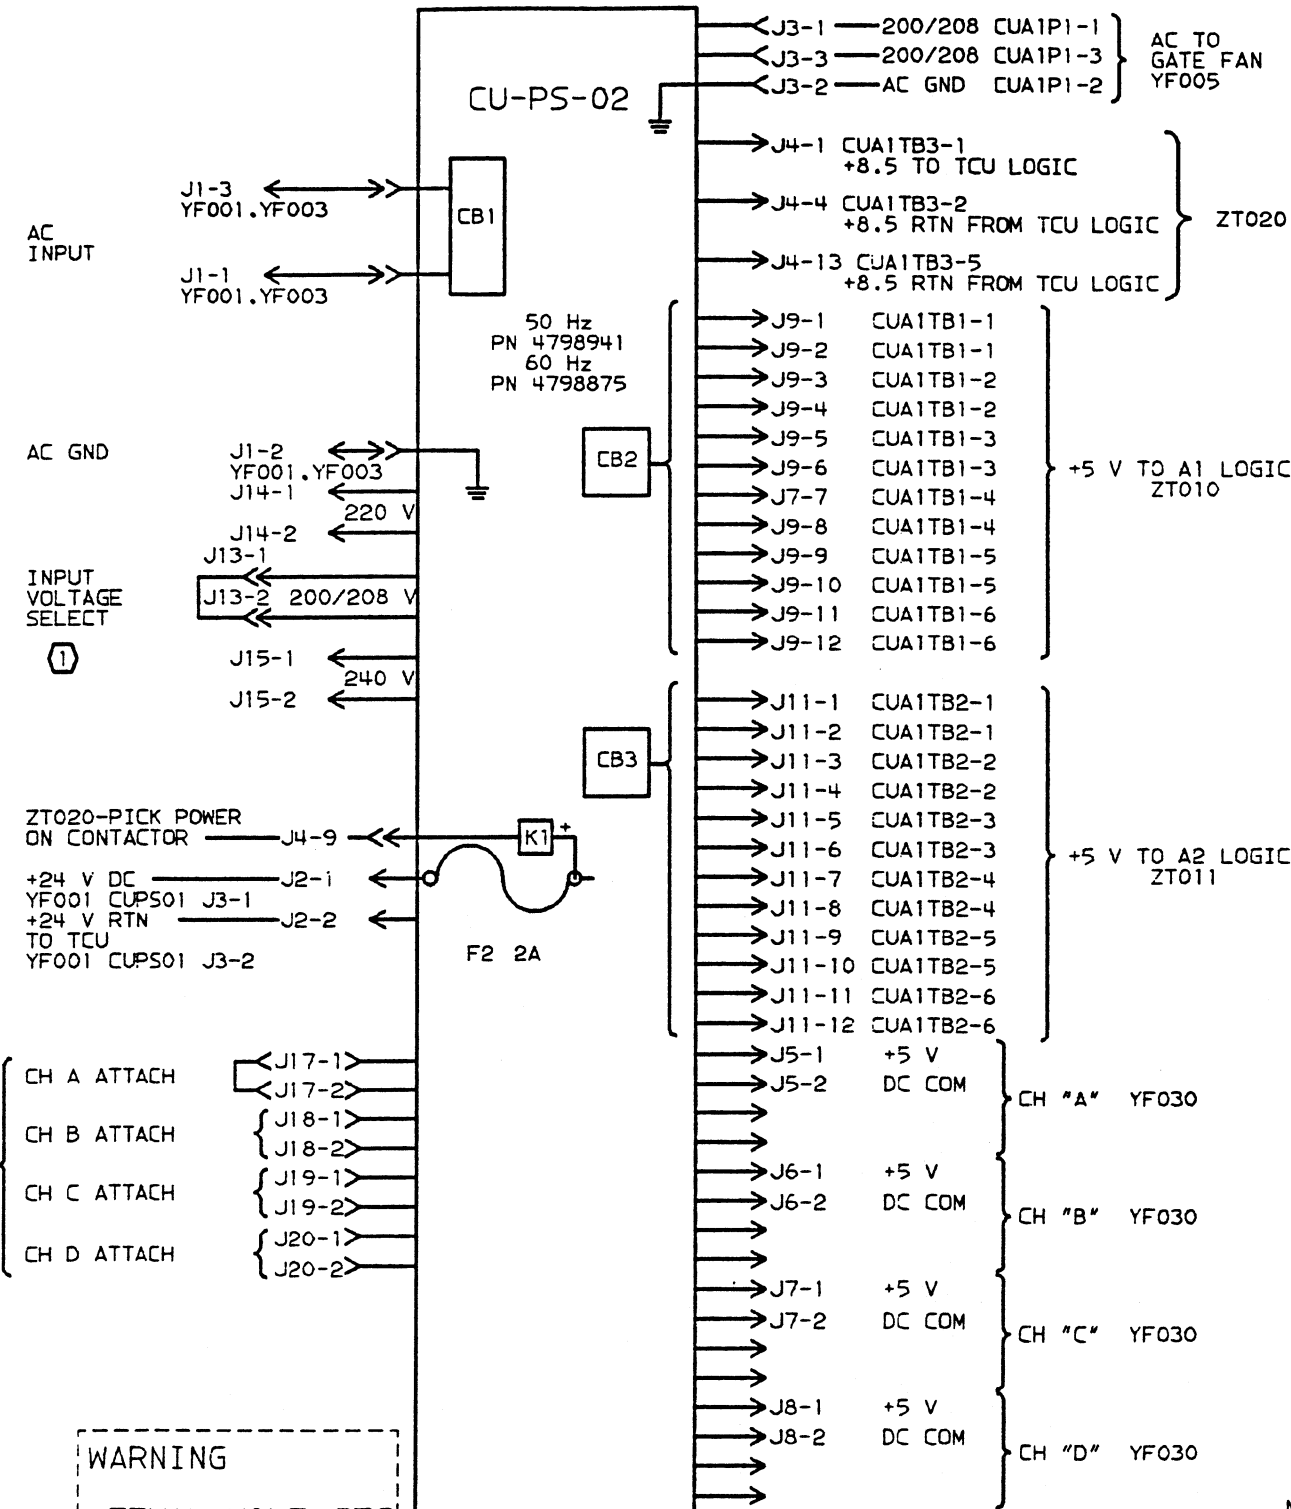 CU-PS-02
J3-1 200/208 CUA1P1-1
J3-3 200/208 CUA1P1-3
J3-2 AC GND CUA1P1-2
AC TO
GATE FAN
YF005
J4-1 CUA1TB3-1
+8.5 TO TCU LOGIC
J4-4 CUA1TB3-2
+8.5 RTN FROM TCU LOGIC
J4-13 CUA1TB3-5
+8.5 RTN FROM TCU LOGIC
ZT020
AC
INPUT
J1-3
YF001.YF003
J1-1
YF001.YF003
CB1
50 Hz
PN 4798941
60 Hz
PN 4798875
CB2
J9-1 CUA1TB1-1
J9-2 CUA1TB1-1
J9-3 CUA1TB1-2
J9-4 CUA1TB1-2
J9-5 CUA1TB1-3
J9-6 CUA1TB1-3
J7-7 CUA1TB1-4
J9-8 CUA1TB1-4
J9-9 CUA1TB1-5
J9-10 CUA1TB1-5
J9-11 CUA1TB1-6
J9-12 CUA1TB1-6
+5 V TO A1 LOGIC
ZT010
AC GND
J1-2
YF001.YF003
J14-1
220 V
J14-2
J13-1
INPUT
VOLTAGE
SELECT
1
J13-2 200/208 V
J15-1
240 V
J15-2
CB3
J11-1 CUA1TB2-1
J11-2 CUA1TB2-1
J11-3 CUA1TB2-2
J11-4 CUA1TB2-2
J11-5 CUA1TB2-3
J11-6 CUA1TB2-3
J11-7 CUA1TB2-4
J11-8 CUA1TB2-4
J11-9 CUA1TB2-5
J11-10 CUA1TB2-5
J11-11 CUA1TB2-6
J11-12 CUA1TB2-6
+5 V TO A2 LOGIC
ZT011
ZT020-PICK POWER
ON CONTACTOR J4-9
K1 +
+24 V DC J2-1
YF001 CUPS01 J3-1
+24 V RTN J2-2
TO TCU
YF001 CUPS01 J3-2
F2 2A
CH A ATTACH
J17-1
J17-2
CH B ATTACH
J18-1
J18-2
CH C ATTACH
J19-1
J19-2
CH D ATTACH
J20-1
J20-2
J5-1 +5 V
J5-2 DC COM
CH "A" YF030
J6-1 +5 V
J6-2 DC COM
CH "B" YF030
J7-1 +5 V
J7-2 DC COM
CH "C" YF030
J8-1 +5 V
J8-2 DC COM
CH "D" YF030
WARNING